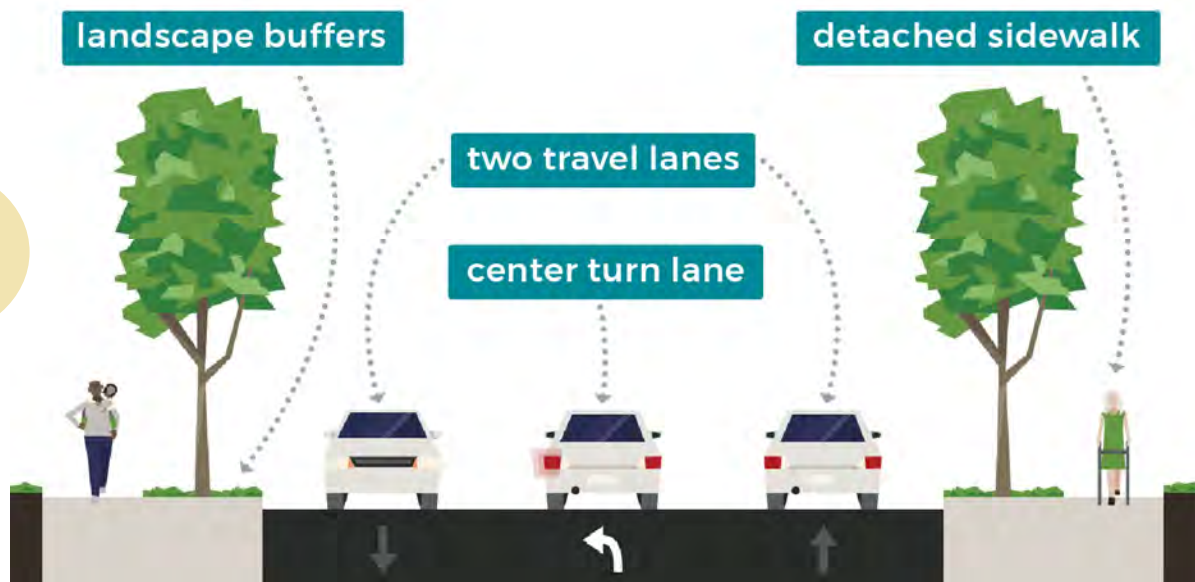 landscape buffers
detached sidewalk
two travel lanes
center turn lane